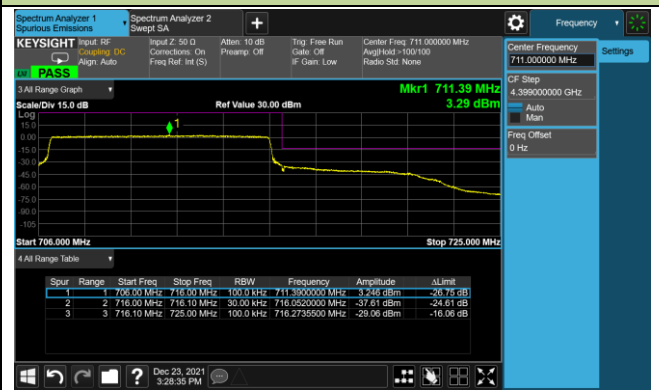 Spectrum Analyzer 1
Spurious Emissions
Spectrum Analyzer 2
Swept SA
+
Frequency
KEYSIGHT
Input: RF
Coupling: DC
Align: Auto
Input Z: 50 Ω
Corrections: On
Freq Ref: Int (S)
Atten: 10 dB
Preamp: Off
Trig: Free Run
Gate: Off
IF Gain: Low
Center Freq: 711.000000 MHz
Avg|Hold:>100/100
Radio Std: None
PASS
3 All Range Graph
Mkr1 711.39 MHz
Scale/Div 15.0 dB
Ref Value 30.00 dBm
3.29 dBm
Log
1
15.0
0.00
-15.0
-30.0
-45.0
-60.0
-75.0
-90.0
-105
Start 706.000 MHz
Stop 725.000 MHz
4 All Range Table
Spur Range Start Freq Stop Freq RBW Frequency Amplitude ΔLimit
1 1 706.00 MHz 716.00 MHz 100.0 kHz 711.3900000 MHz 3.246 dBm -26.75 dB
2 2 716.00 MHz 716.10 MHz 30.00 kHz 716.0520000 MHz -37.61 dBm -24.61 dB
3 3 716.10 MHz 725.00 MHz 100.0 kHz 716.2735500 MHz -29.06 dBm -16.06 dB
Center Frequency
711.000000 MHz
Settings
CF Step
4.399000000 GHz
Auto
Man
Freq Offset
0 Hz
?
Dec 23, 2021
3:28:35 PM